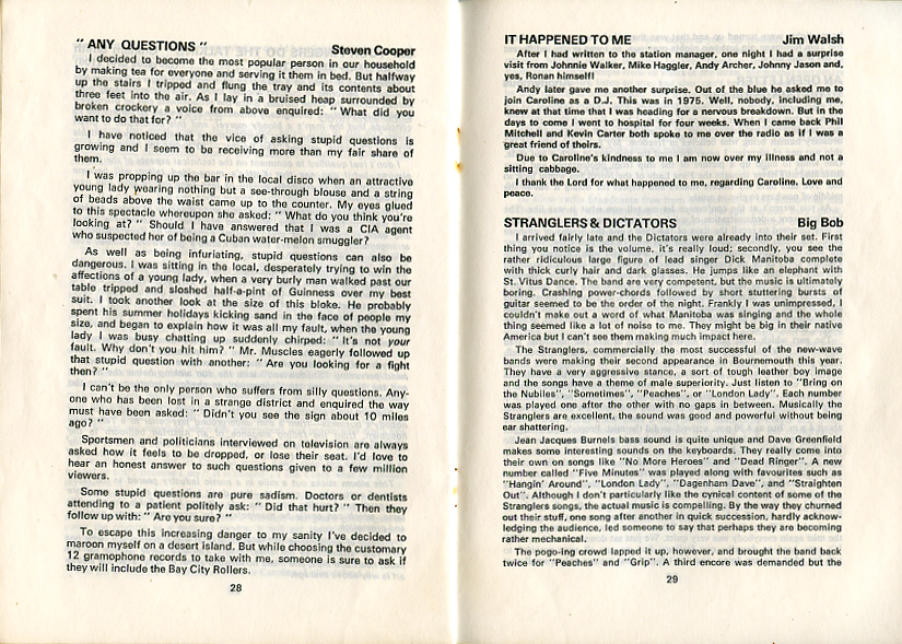 " ANY QUESTIONS "
Steven Cooper
I decided to become the most popular person in our household
by making tea for everyone and serving it them in bed. But halfway
up the stairs I tripped and flung the tray and its contents about
three feet into the air. As I lay in a bruised heap surrounded by
broken crockery a voice from above enquired: " What did you
want to do that for? "
I have noticed that the vice of asking stupid questions is
growing and I seem to be receiving more than my fair share of
them.
I was propping up the bar in the local disco when an attractive
young lady wearing nothing but a see-through blouse and a string
of beads above the waist came up to the counter. My eyes glued
to this spectacle whereupon she asked: " What do you think you're
looking at? " Should I have answered that I was a CIA agent
who suspected her of being a Cuban water-melon smuggler?
As well as being infuriating, stupid questions can also be
dangerous. I was sitting in the local, desperately trying to win the
affections of a young lady, when a very burly man walked past our
table tripped and sloshed half-a-pint of Guinness over my best
suit. I took another look at the size of this bloke. He probably
spent his summer holidays kicking sand in the face of people my
size, and began to explain how it was all my fault, when the young
lady I was busy chatting up suddenly chirped: " It's not your
fault. Why don't you hit him? " Mr. Muscles eagerly followed up
that stupid question with another: " Are you looking for a fight
then? "
I can't be the only person who suffers from silly questions. Any-
one who has been lost in a strange district and enquired the way
must have been asked: " Didn't you see the sign about 10 miles
ago? "
Sportsmen and politicians interviewed on television are always
asked how it feels to be dropped, or lose their seat. I'd love to
hear an honest answer to such questions given to a few million
viewers.
Some stupid questions are pure sadism. Doctors or dentists
attending to a patient politely ask: " Did that hurt? " Then they
follow up with: " Are you sure? "
To escape this increasing danger to my sanity I've decided to
maroon myself on a desert island. But while choosing the customary
12 gramophone records to take with me, someone is sure to ask if
they will include the Bay City Rollers.
28
IT HAPPENED TO ME
Jim Walsh
After I had written to the station manager, one night I had a surprise
visit from Johnnie Walker, Mike Haggler, Andy Archer, Johnny Jason and,
yes, Ronan himself!
Andy later gave me another surprise. Out of the blue he asked me to
join Caroline as a D.J. This was in 1975. Well, nobody, including me,
knew at that time that I was heading for a nervous breakdown. But in the
days to come I went to hospital for four weeks. When I came back Phil
Mitchell and Kevin Carter both spoke to me over the radio as if I was a
great friend of theirs.
Due to Caroline's kindness to me I am now over my illness and not a
sitting cabbage.
I thank the Lord for what happened to me, regarding Caroline. Love and
peace.
STRANGLERS & DICTATORS
Big Bob
I arrived fairly late and the Dictators were already into their set. First
thing you notice is the volume, it's really loud; secondly, you see the
rather ridiculous large figure of lead singer Dick Manitoba complete
with thick curly hair and dark glasses. He jumps like an elephant with
St. Vitus Dance. The band are very competent, but the music is ultimately
boring. Crashing power-chords followed by short stuttering bursts of
guitar seemed to be the order of the night. Frankly I was unimpressed, I
couldn't make out a word of what Manitoba was singing and the whole
thing seemed like a lot of noise to me. They might be big in their native
America but I can't see them making much impact here.
The Stranglers, commercially the most successful of the new-wave
bands were making their second appearance in Bournemouth this year.
They have a very aggressive stance, a sort of tough leather boy image
and the songs have a theme of male superiority. Just listen to "Bring on
the Nubiles", "Sometimes", "Peaches", or "London Lady". Each number
was played one after the other with no gaps in between. Musically the
Stranglers are excellent, the sound was good and powerful without being
ear shattering.
Jean Jacques Burnels bass sound is quite unique and Dave Greenfield
makes some interesting sounds on the keyboards. They really come into
their own on songs like "No More Heroes" and "Dead Ringer". A new
number called "Five Minutes" was played along with favourites such as
"Hangin' Around", "London Lady", "Dagenham Dave", and "Straighten
Out". Although I don't particularly like the cynical content of some of the
Stranglers songs, the actual music is compelling. By the way they churned
out their stuff, one song after another in quick succession, hardly acknow-
ledging the audience, led someone to say that perhaps they are becoming
rather mechanical.
The pogo-ing crowd lapped it up, however, and brought the band back
twice for "Peaches" and "Grip". A third encore was demanded but the
29